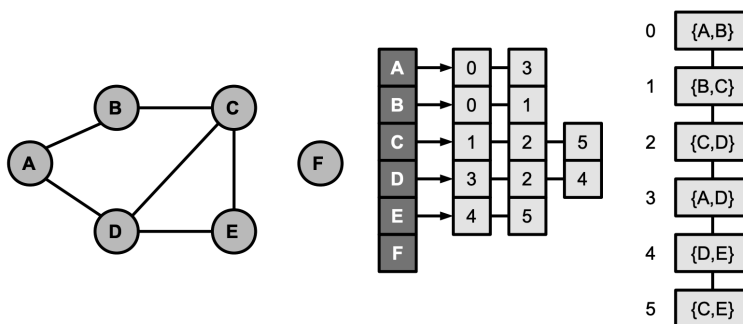 B C
A F
D E
A 0 3
B 0 1
C 1 2 5
D 3 2 4
E 4 5
F
0 {A,B}
1 {B,C}
2 {C,D}
3 {A,D}
4 {D,E}
5 {C,E}